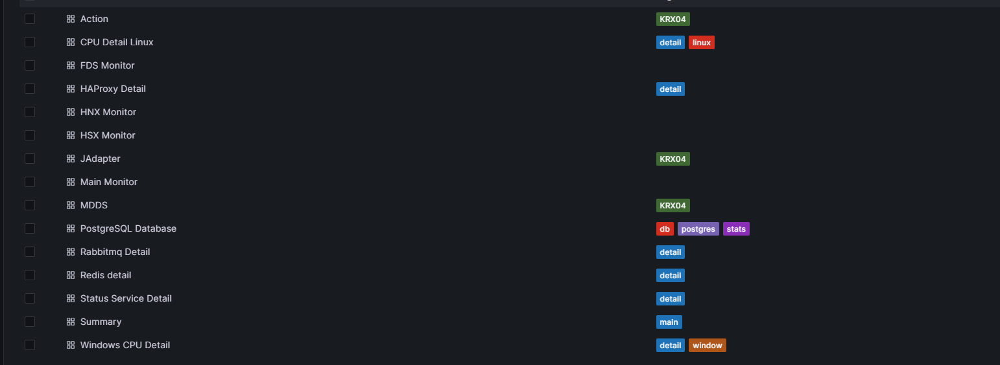 Action KRX04
CPU Detail Linux detail linux
FDS Monitor
HAProxy Detail detail
HNX Monitor
HSX Monitor
JAdapter KRX04
Main Monitor
MDDS KRX04
PostgreSQL Database db postgres stats
Rabbitmq Detail detail
Redis detail detail
Status Service Detail detail
Summary main
Windows CPU Detail detail window